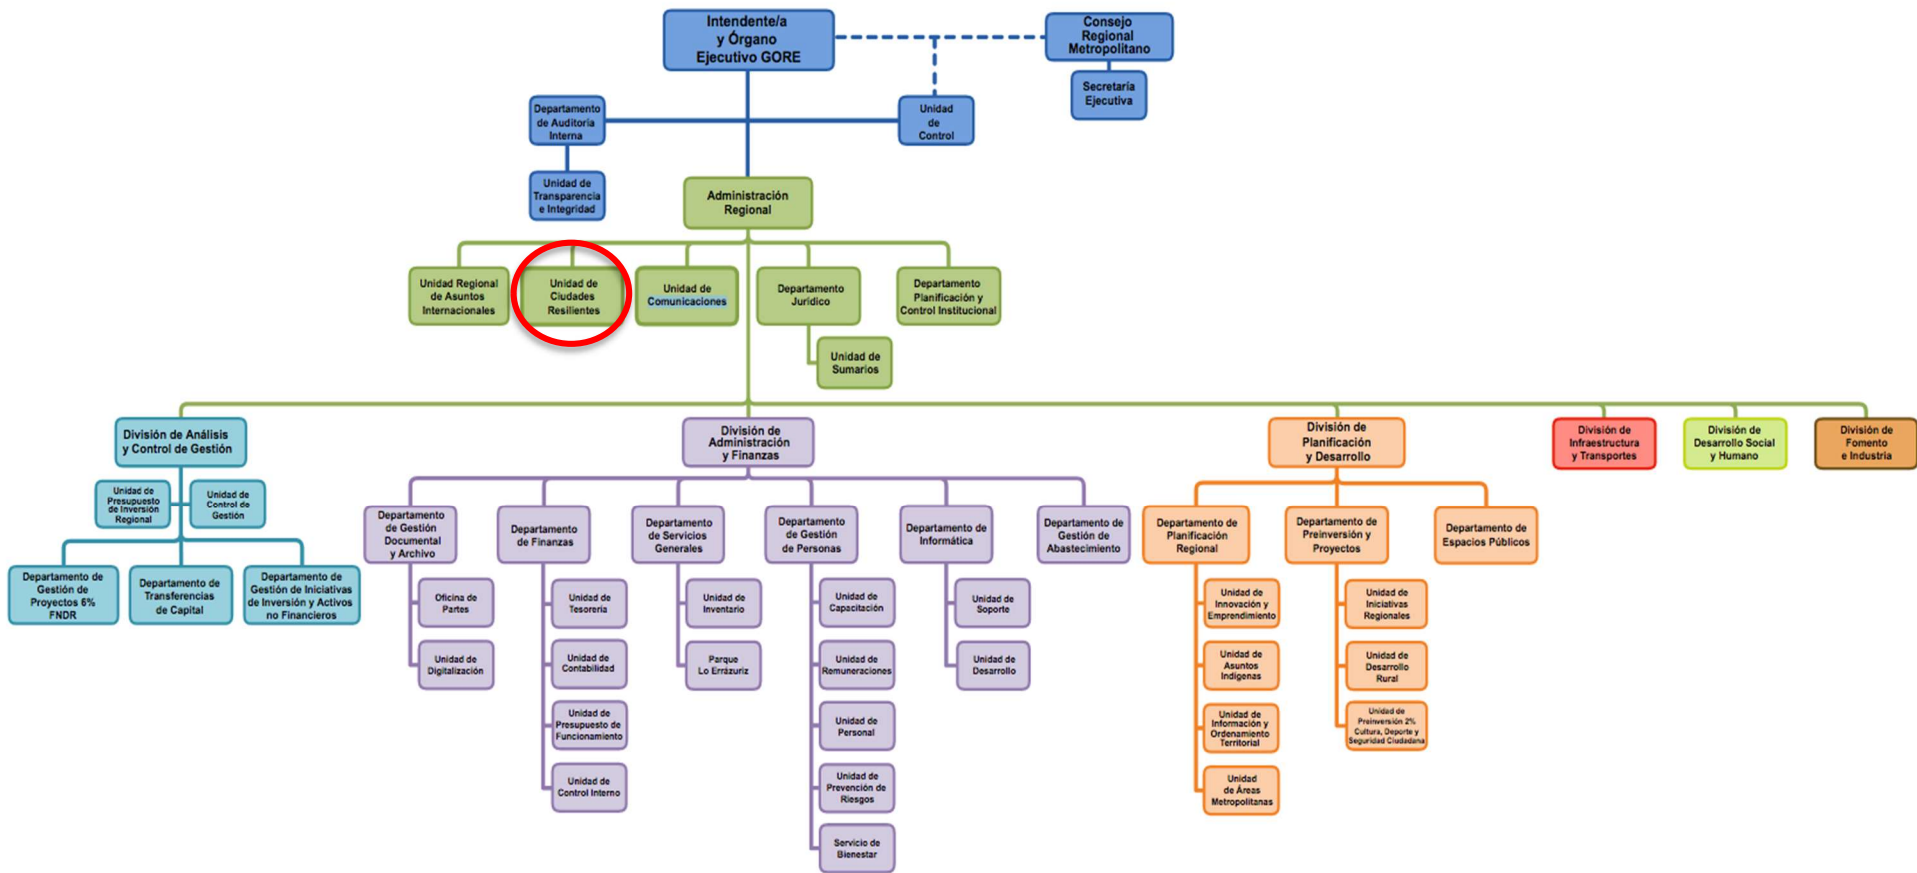 Intendente/a
y Órgano
Ejecutivo GORE
Consejo
Regional
Metropolitano
Secretaría
Ejecutiva
Departamento
de Auditoría
Interna
Unidad
de
Control
Unidad de
Transparencia
e Integridad
Administración
Regional
Unidad Regional
de Asuntos
Internacionales
Unidad de
Ciudades
Resilientes
Unidad de
Comunicaciones
Departamento
Jurídico
Departamento
Planificación y
Control Institucional
Unidad de
Sumarios
División de Análisis
y Control de Gestión
División de
Administración
y Finanzas
División de
Planificación
y Desarrollo
División de
Infraestructura
y Transportes
División de
Desarrollo Social
y Humano
División de
Fomento
e Industria
Unidad de
Presupuesto
de Inversión
Regional
Unidad de
Control de
Gestión
Departamento de
Gestión de
Proyectos 6%
FNDR
Departamento de
Transferencias
de Capital
Departamento de
Gestión de Iniciativas
de Inversión y Activos
no Financieros
Departamento
de Gestión
Documental
y Archivo
Departamento
de Finanzas
Departamento
de Servicios
Generales
Departamento
de Gestión
de Personas
Departamento de
Informática
Departamento de
Gestión de
Abastecimiento
Departamento de
Planificación
Regional
Departamento de
Preinversión y
Proyectos
Departamento de
Espacios Públicos
Oficina de
Partes
Unidad de
Digitalización
Unidad de
Tesorería
Unidad de
Contabilidad
Unidad de
Presupuesto de
Funcionamiento
Unidad de
Control Interno
Unidad de
Inventario
Parque
Lo Errázuriz
Unidad de
Capacitación
Unidad de
Remuneraciones
Unidad de
Personal
Unidad de
Prevención de
Riesgos
Servicio de
Bienestar
Unidad de
Soporte
Unidad de
Desarrollo
Unidad de
Innovación y
Emprendimiento
Unidad de
Asuntos
Indígenas
Unidad de
Información y
Ordenamiento
Territorial
Unidad
de Áreas
Metropolitanas
Unidad de
Iniciativas
Regionales
Unidad de
Desarrollo
Rural
Unidad de
Preinversión 2%
Cultura, Deporte y
Seguridad Ciudadana